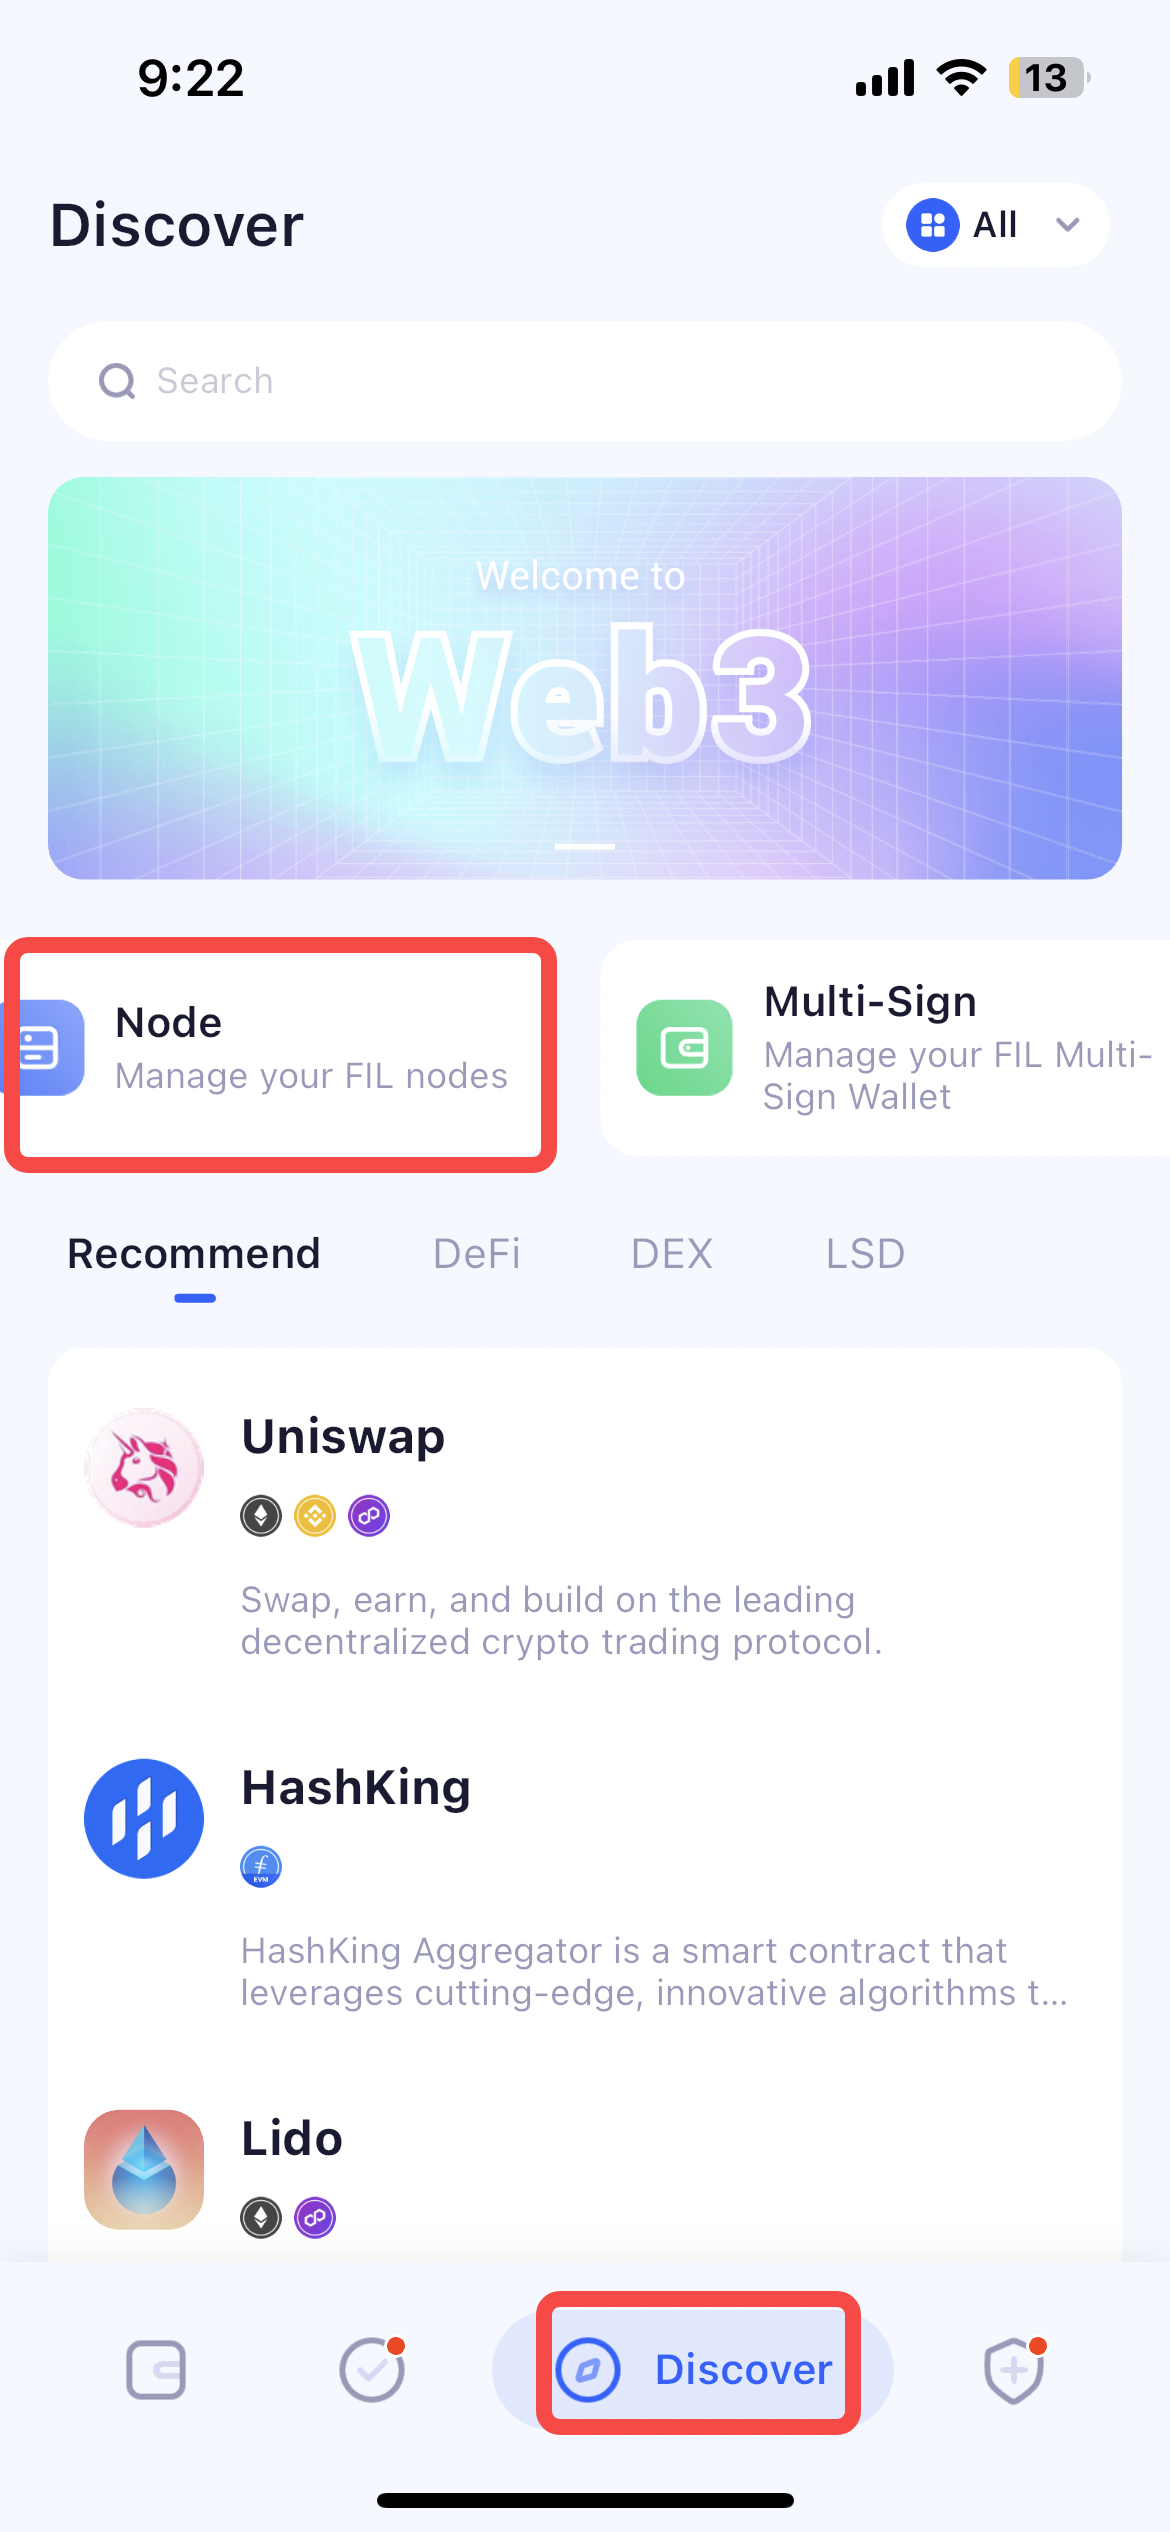 9:22
13
Discover
All
Search
Welcome to
Web3
Node
Manage your FIL nodes
Multi-Sign
Manage your FIL Multi-
Sign Wallet
Recommend
DeFi
DEX
LSD
Uniswap
Swap, earn, and build on the leading
decentralized crypto trading protocol.
HashKing
EVM
HashKing Aggregator is a smart contract that
leverages cutting-edge, innovative algorithms t...
Lido
Discover